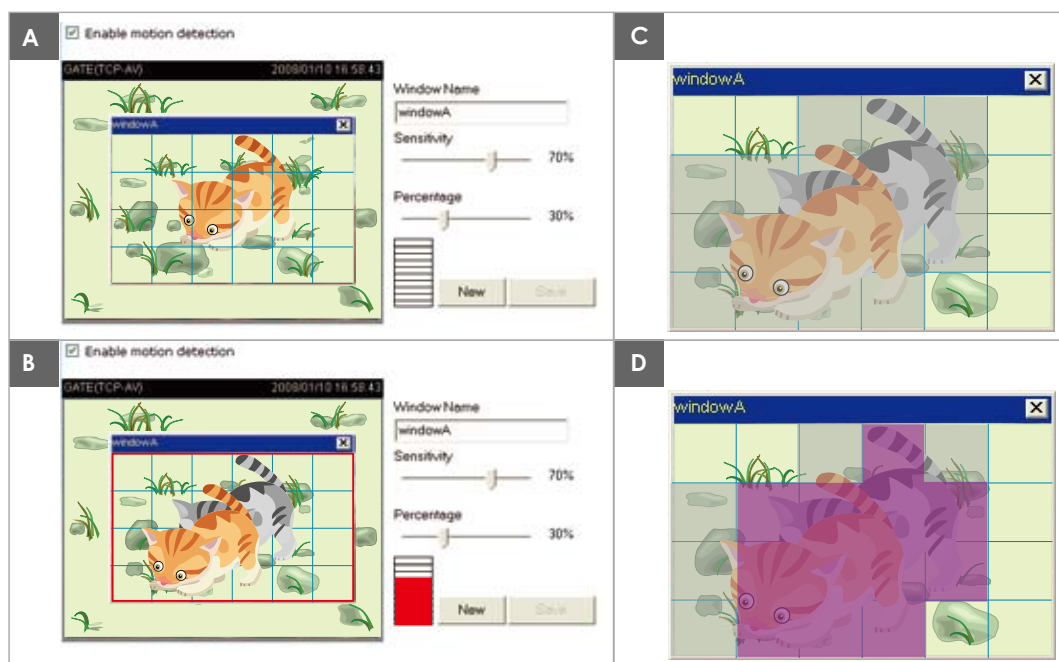 A
Enable motion detection
GATE(TCP-AV) 2008/01/10 16:58:43
windowA
Window Name
windowA
Sensitivity
70%
Percentage
30%
New Save
B
Enable motion detection
GATE(TCP-AV) 2008/01/10 16:58:43
windowA
Window Name
windowA
Sensitivity
70%
Percentage
30%
New Save
C
windowA
D
windowA